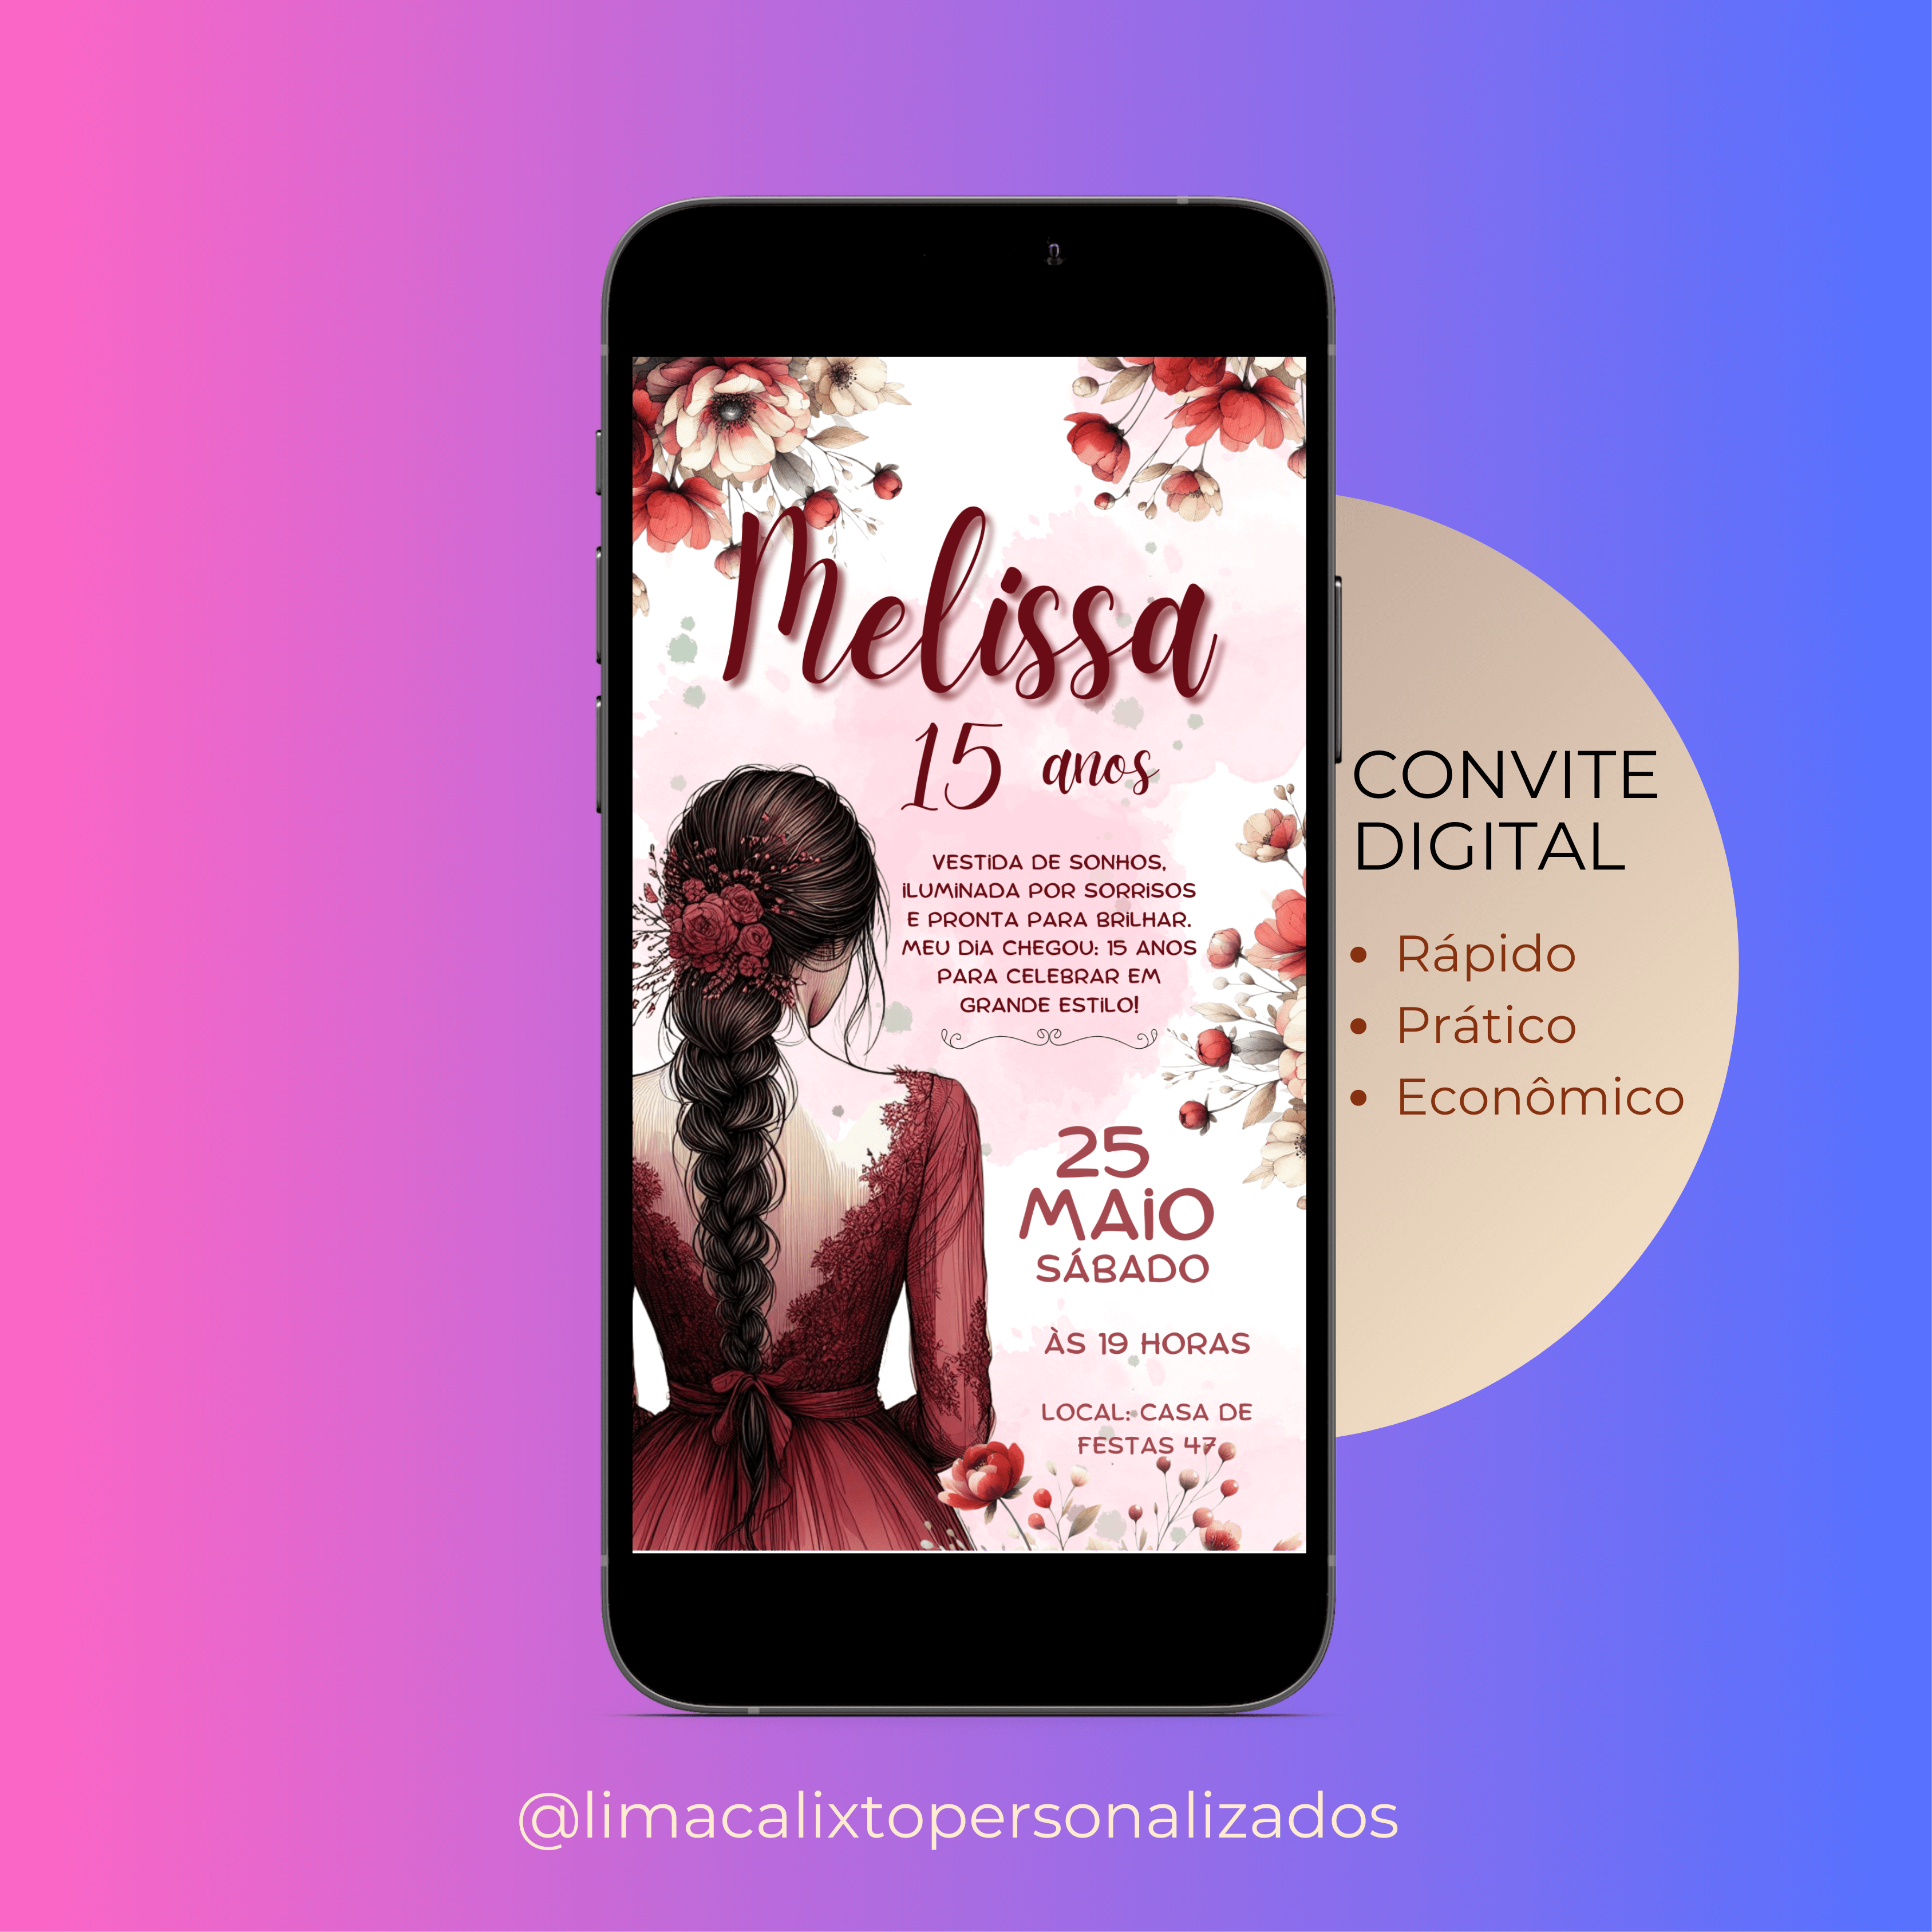 Melissa
15 anos
VESTIDA DE SONHOS,
ILUMINADA POR SORRISOS
E PRONTA PARA BRILHAR.
MEU DIA CHEGOU: 15 ANOS
PARA CELEBRAR EM
GRANDE ESTILO!
25
MAIO
SÁBADO
ÀS 19 HORAS
LOCAL: CASA DE
FESTAS 47
CONVITE
DIGITAL
• Rápido
• Prático
• Econômico
@limacalixtopersonalizados